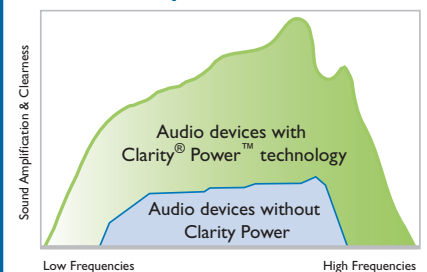 Sound Amplification & Clearness
Audio devices with
Clarity® Power™ technology
Audio devices without
Clarity Power
Low Frequencies
High Frequencies